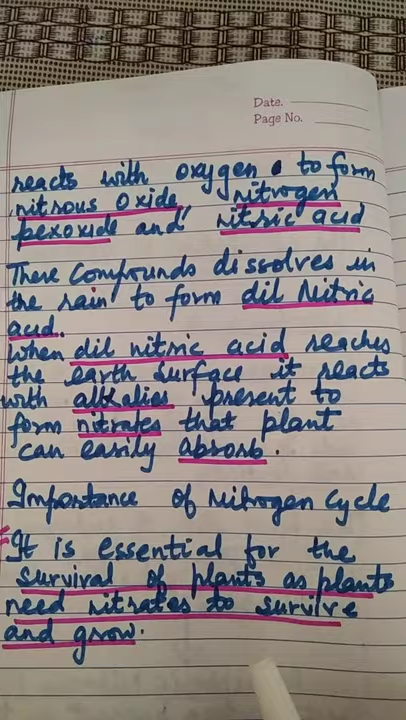 Date.
Page No.
reacts with oxygen to form
nitrous oxide, nitrogen
peroxide and nitric acid
These Compounds dissolves in
the rain to form dil Nitric
acid.
When dil nitric acid reaches
the earth surface it reacts
with alkalies present to
form nitrates that plant
can easily absorb.
Importance of Nitrogen Cycle
It is essential for the
survival of plants as plants
need nitrates to survive
and grow.